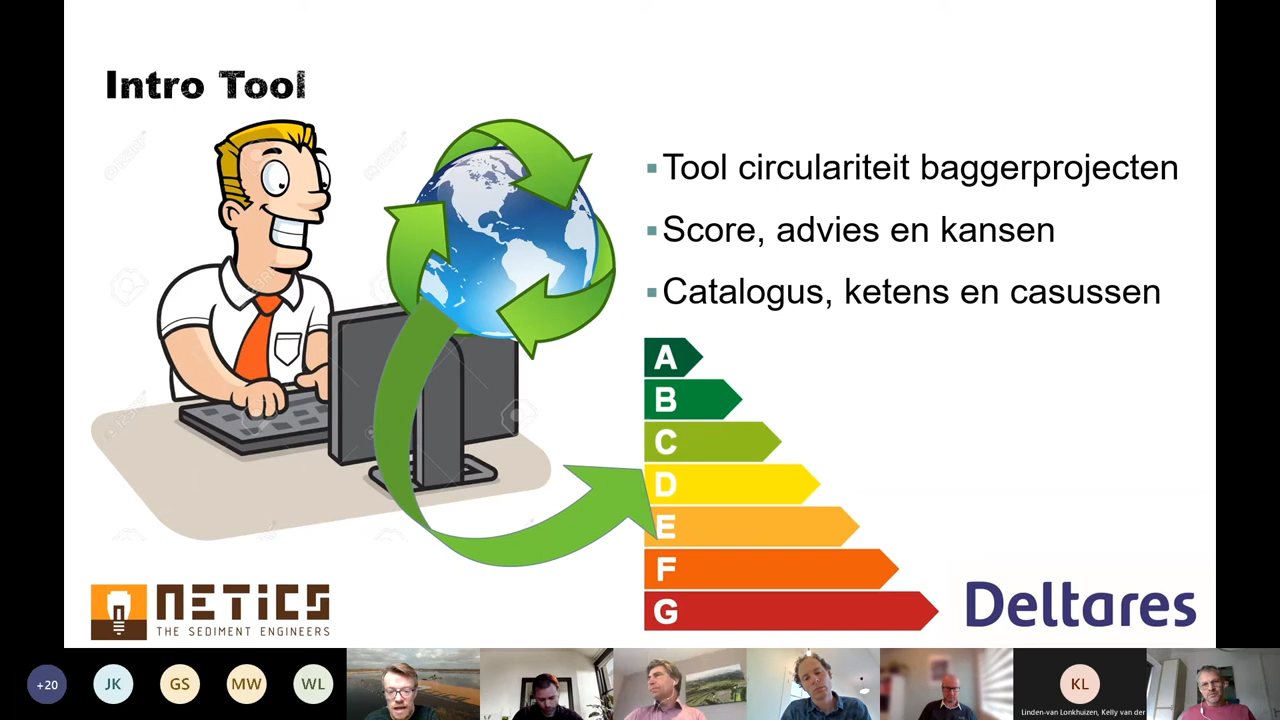 Intro Tool
Tool circulariteit baggerprojecten
Score, advies en kansen
Catalogus, ketens en casussen
A
B
C
D
E
F
G
NETICS
THE SEDIMENT ENGINEERS
Deltares
+20
JK
GS
MW
WL
KL
Linden-van Lonkhuizen, Kelly van der